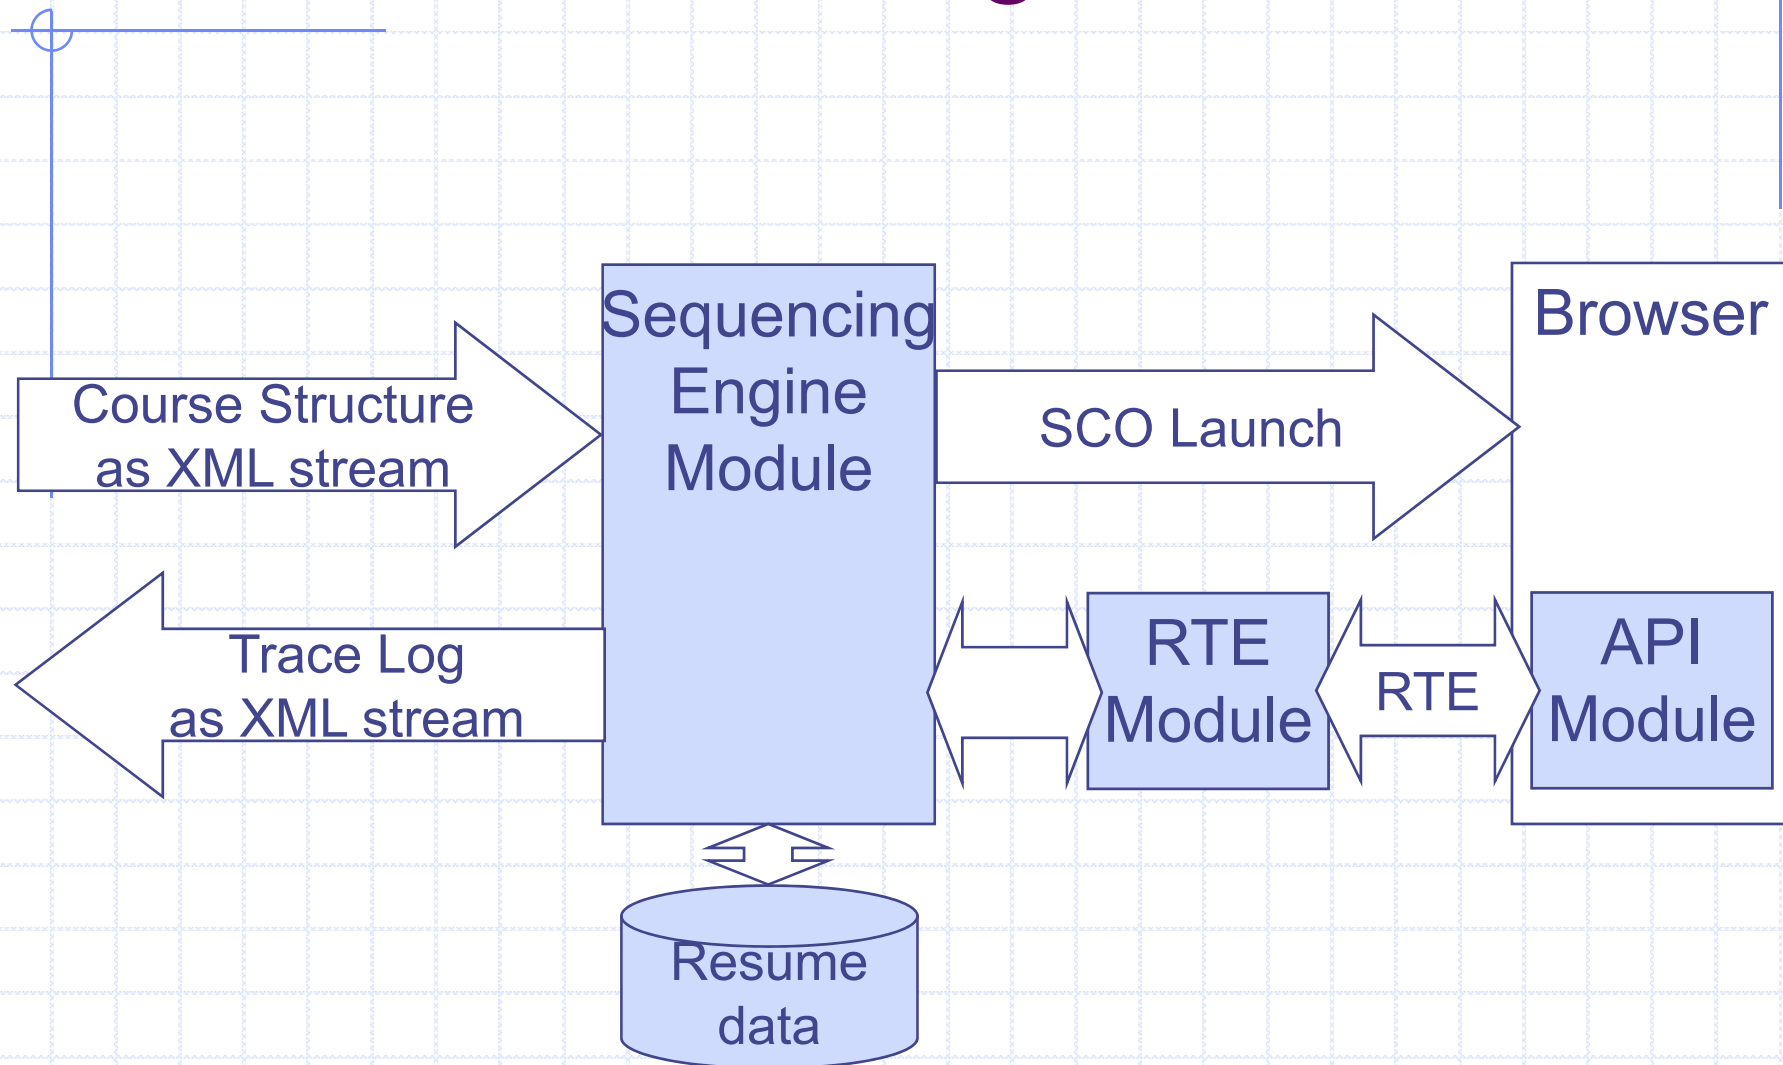 Course Structure
as XML stream
Sequencing
Engine
Module
SCO Launch
Browser
Trace Log
as XML stream
RTE
Module
RTE
API
Module
Resume
data